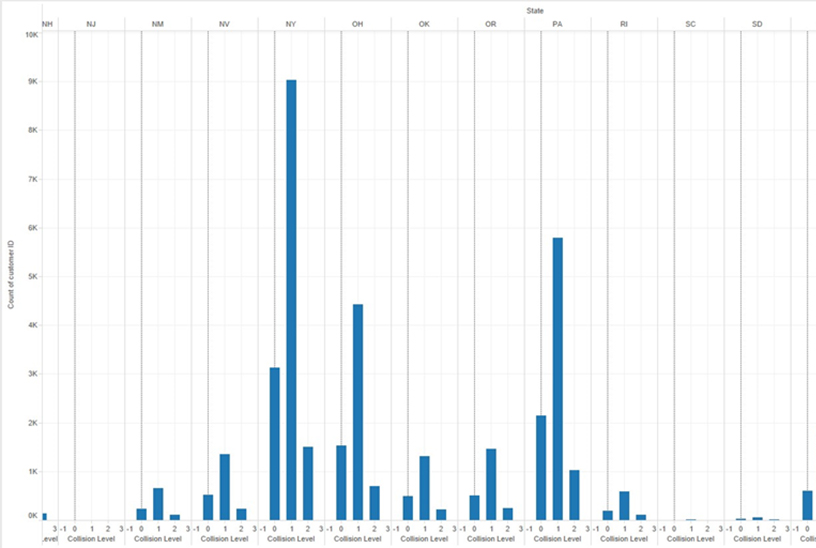 State
NH NJ NM NV NY OH OK OR PA RI SC SD
10K
9K
8K
7K
6K
5K
4K
3K
2K
1K
0K
Count of customer ID
3 -1 0 1 2 3 -1 0 1 2 3 -1 0 1 2 3 -1 0 1 2 3 -1 0 1 2 3 -1 0 1 2 3 -1 0 1 2 3 -1 0 1 2 3 -1 0 1 2 3 -1 0 1 2 3 -1 0 1 2 3 -1 0
.evel Collision Level Collision Level Collision Level Collision Level Collision Level Collision Level Collision Level Collision Level Collision Level Collision Level Collision Level Colli